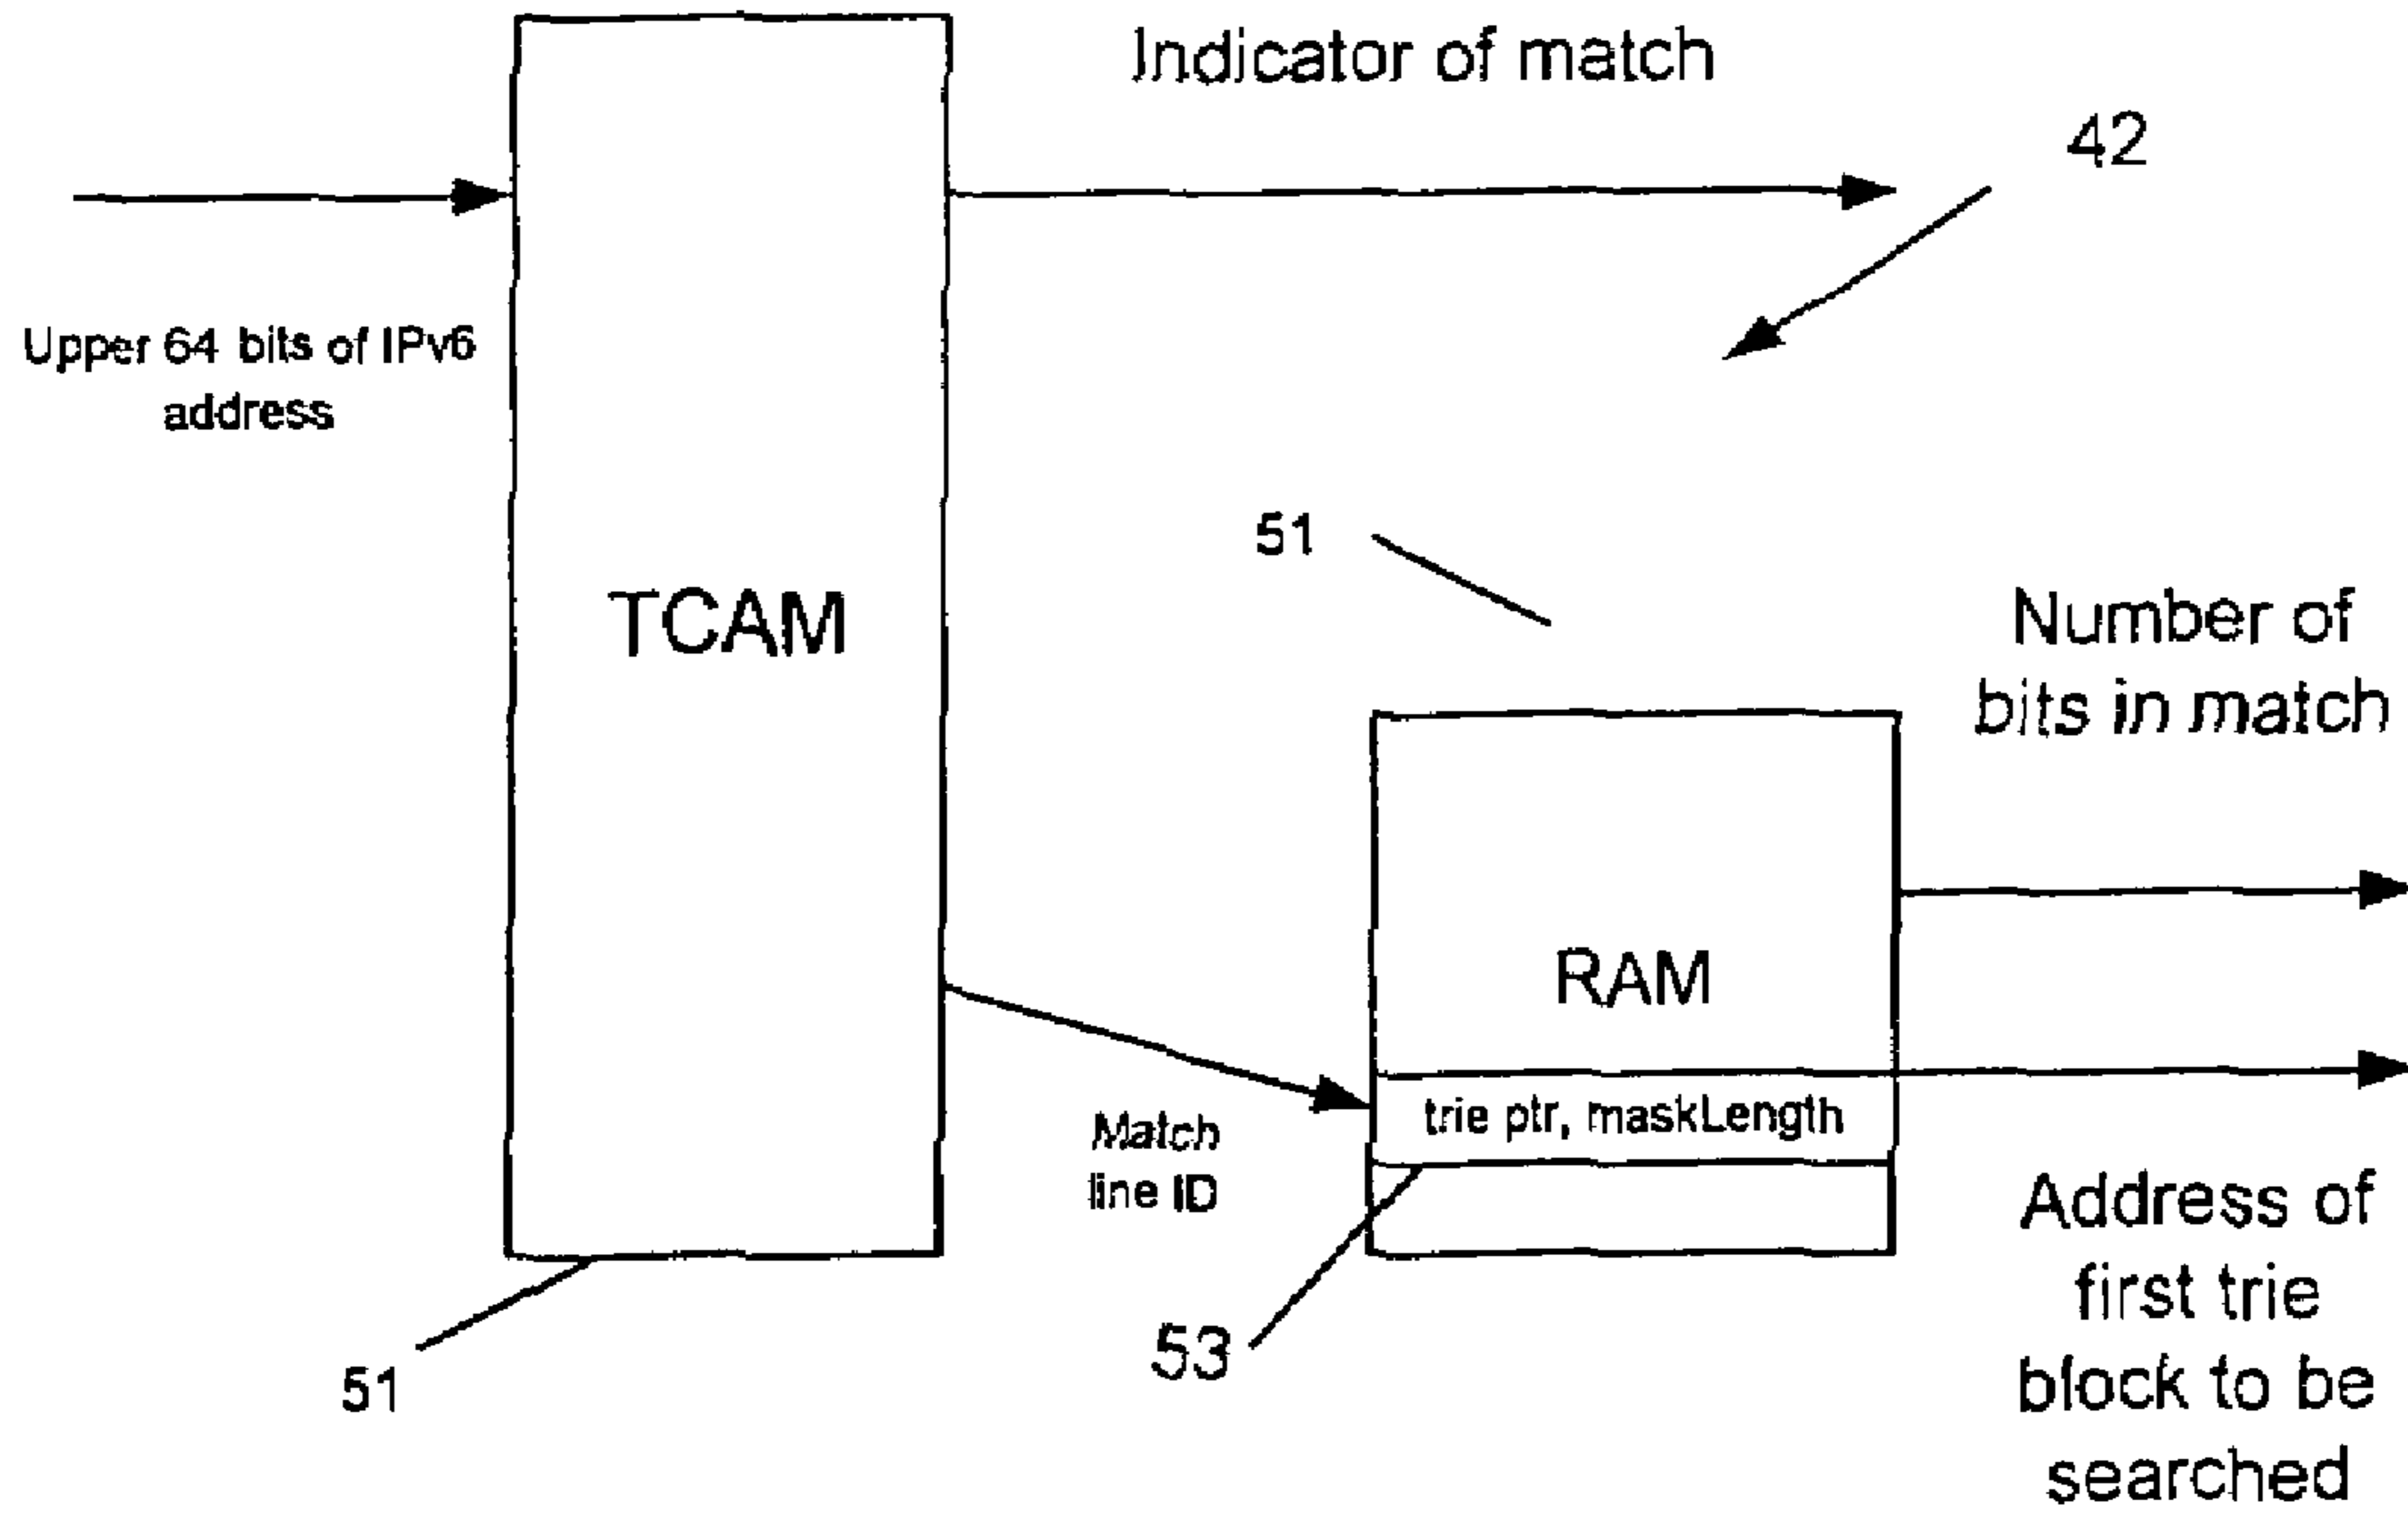 Indicator of match
42
Upper 64 bits of IPv6
address
51
TCAM
Number of
bits in match
RAM
trie ptr, maskLength
Match
line ID
Address of
first trie
block to be
searched
53
51